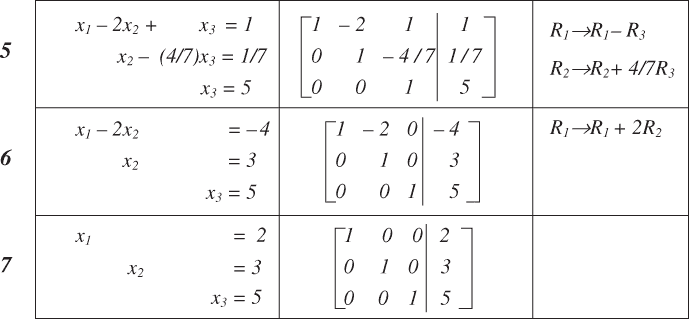 5
x₁ – 2x₂ + x₃ = 1
x₂ – (4/7)x₃ = 1/7
x₃ = 5
1 – 2 1 | 1
0 1 – 4 / 7 | 1 / 7
0 0 1 | 5
R₁→R₁– R₃
R₂→R₂+ 4/7R₃
6
x₁ – 2x₂ = – 4
x₂ = 3
x₃ = 5
1 – 2 0 | – 4
0 1 0 | 3
0 0 1 | 5
R₁→R₁ + 2R₂
7
x₁ = 2
x₂ = 3
x₃ = 5
1 0 0 | 2
0 1 0 | 3
0 0 1 | 5